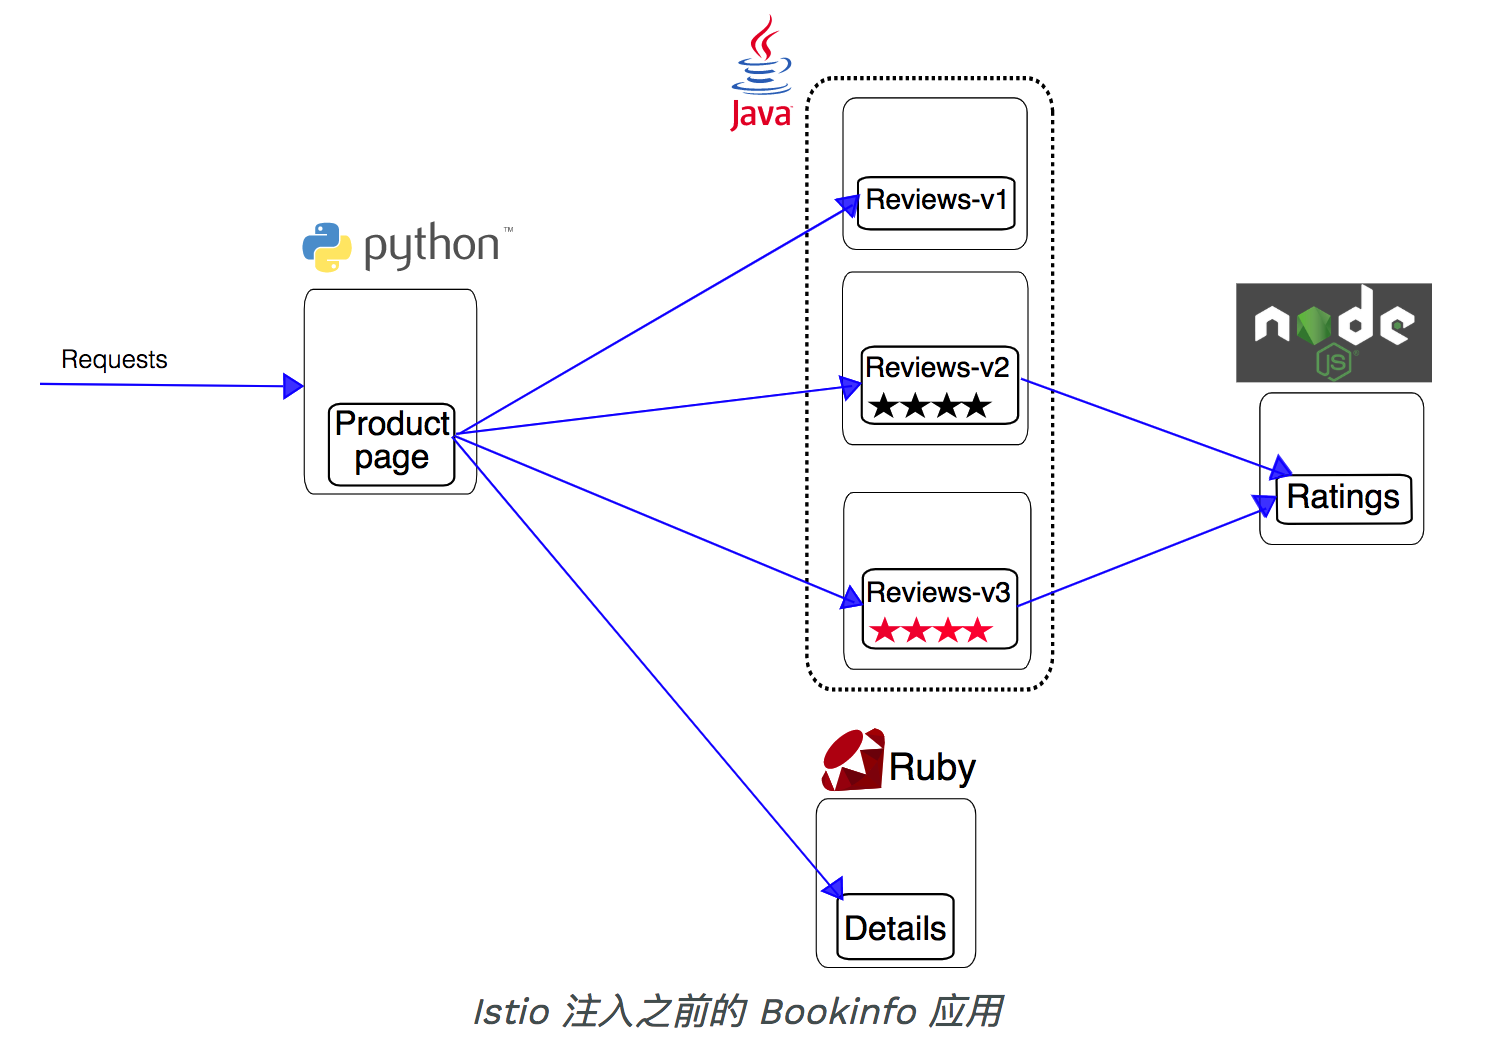 Java
Reviews-v1
python™
Requests
Product
page
Reviews-v2
node
JS
Ratings
Reviews-v3
Ruby
Details
Istio 注入之前的 Bookinfo 应用